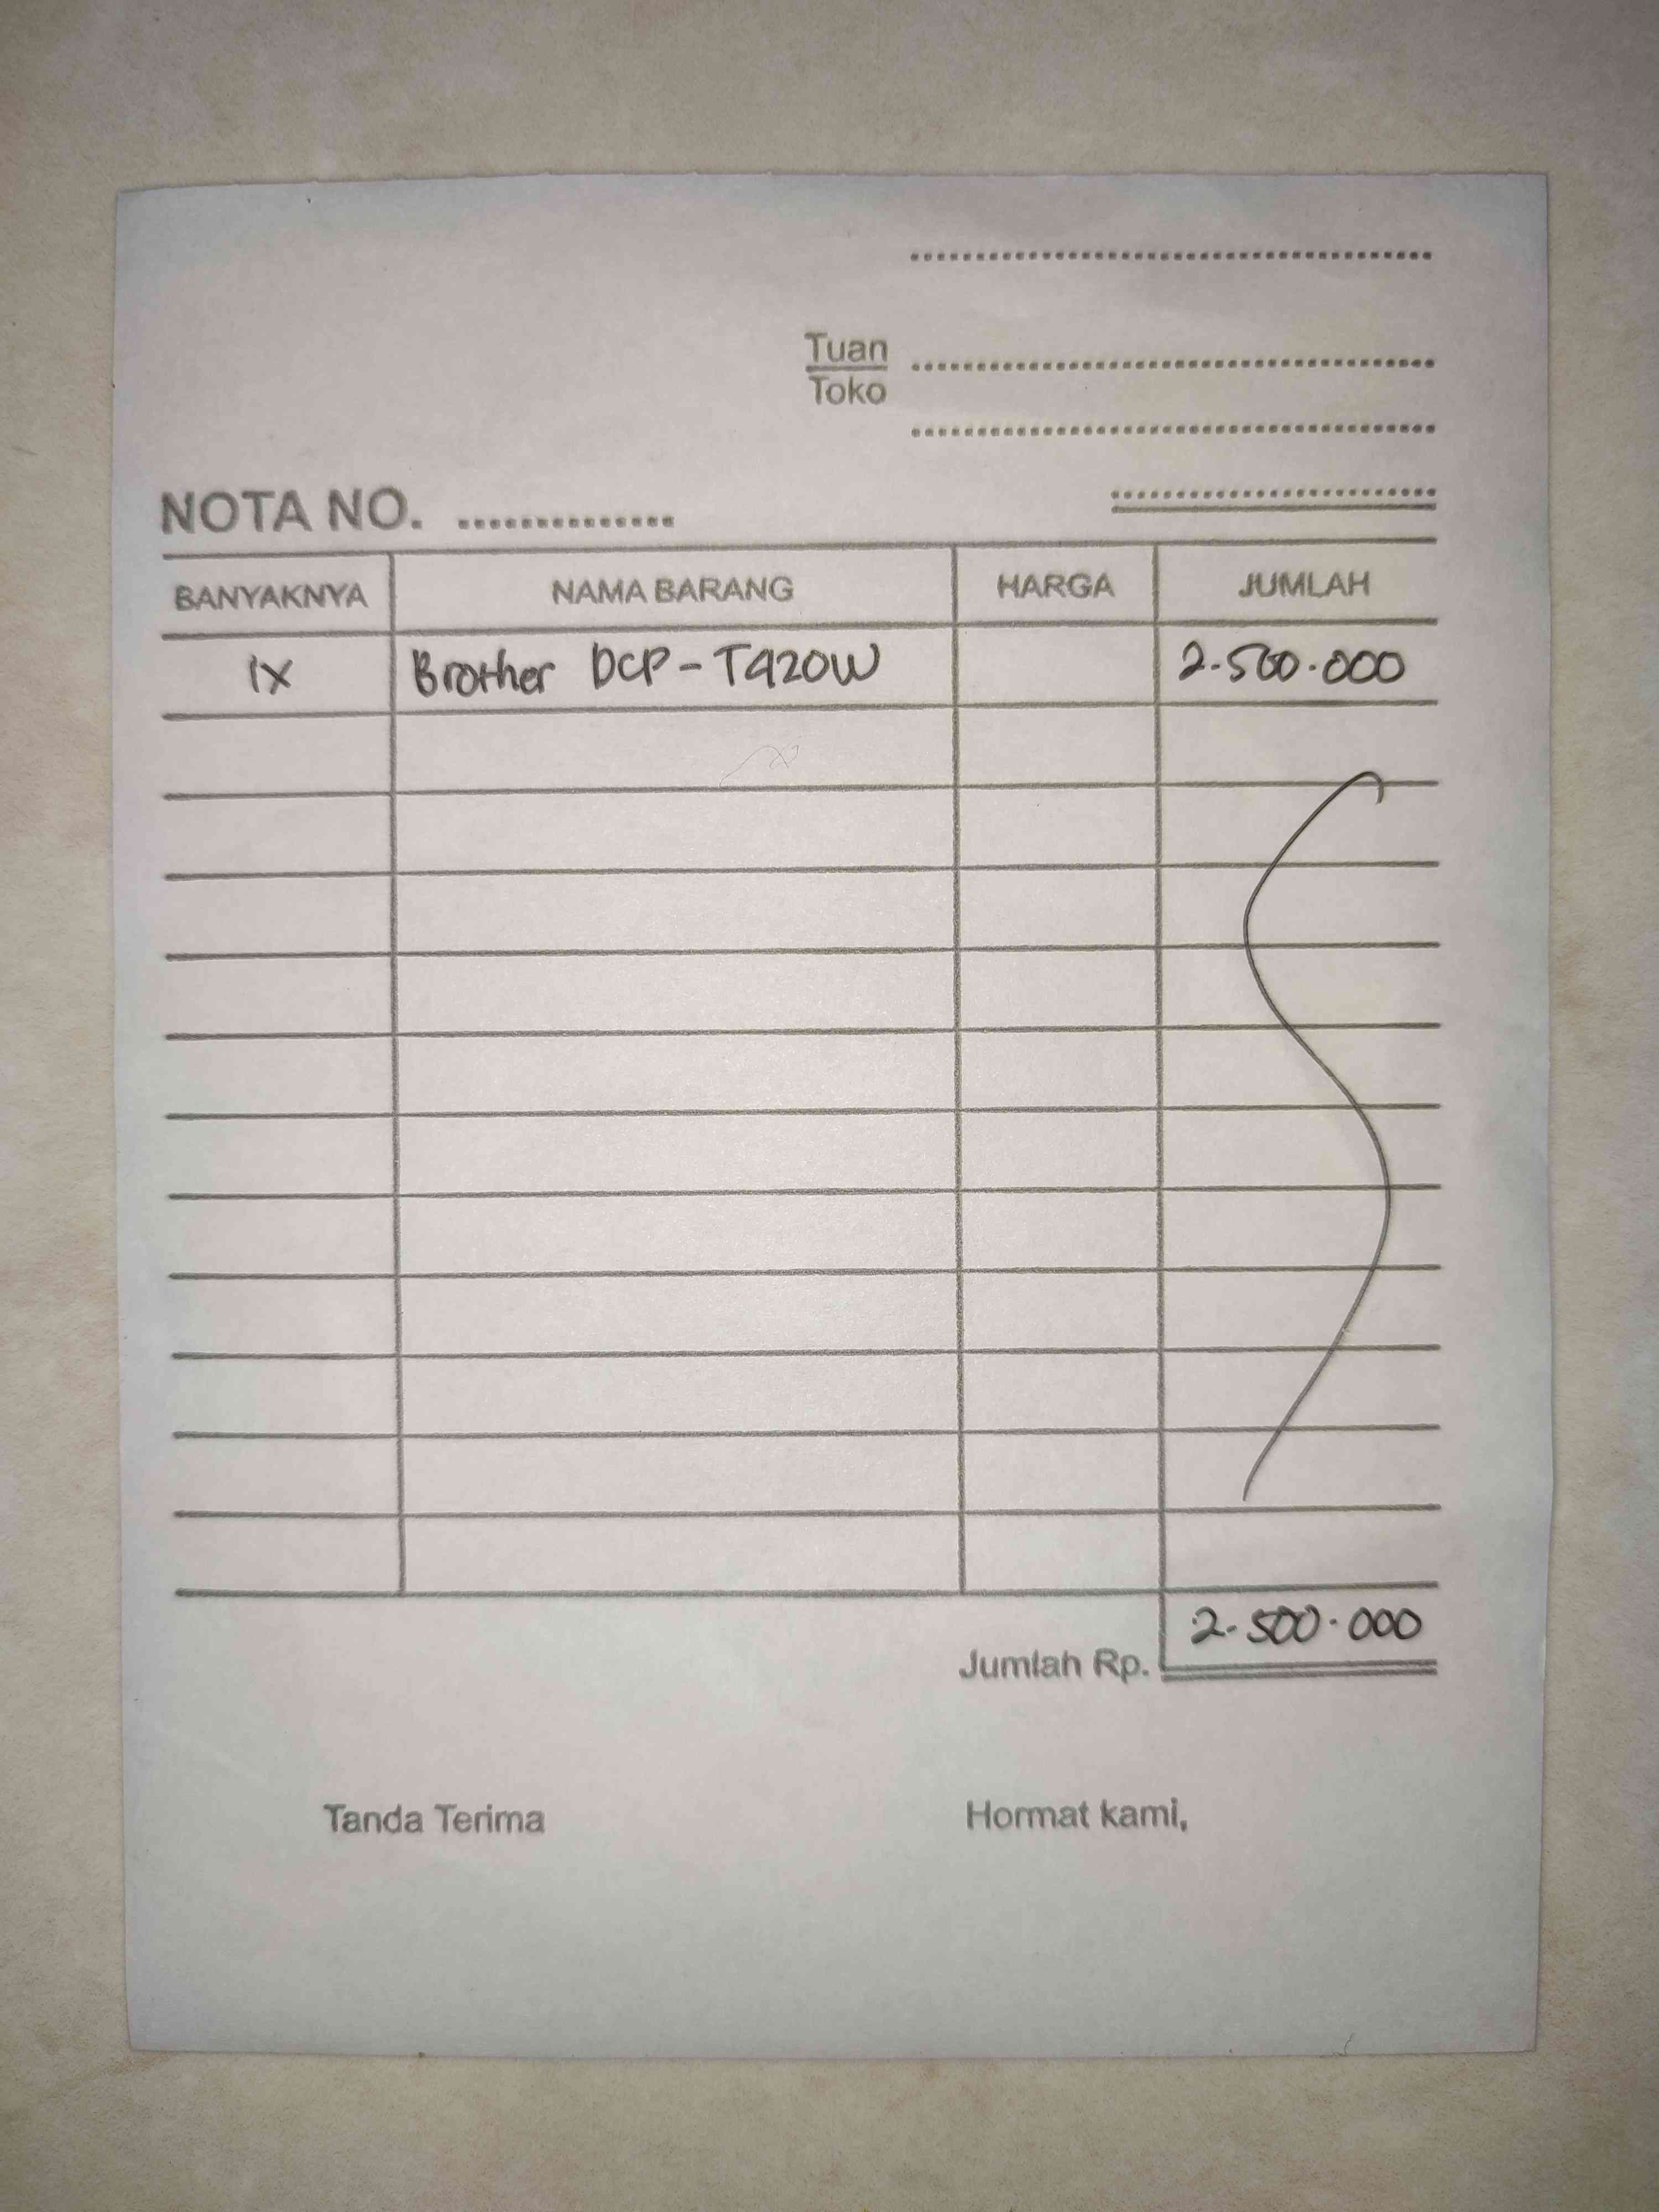 Tuan
Toko
NOTA NO. ...............
BANYAKNYA NAMA BARANG HARGA JUMLAH
1X Brother DCP-T420W 2.500.000
Jumlah Rp. 2.500.000
Tanda Terima Hormat kami,